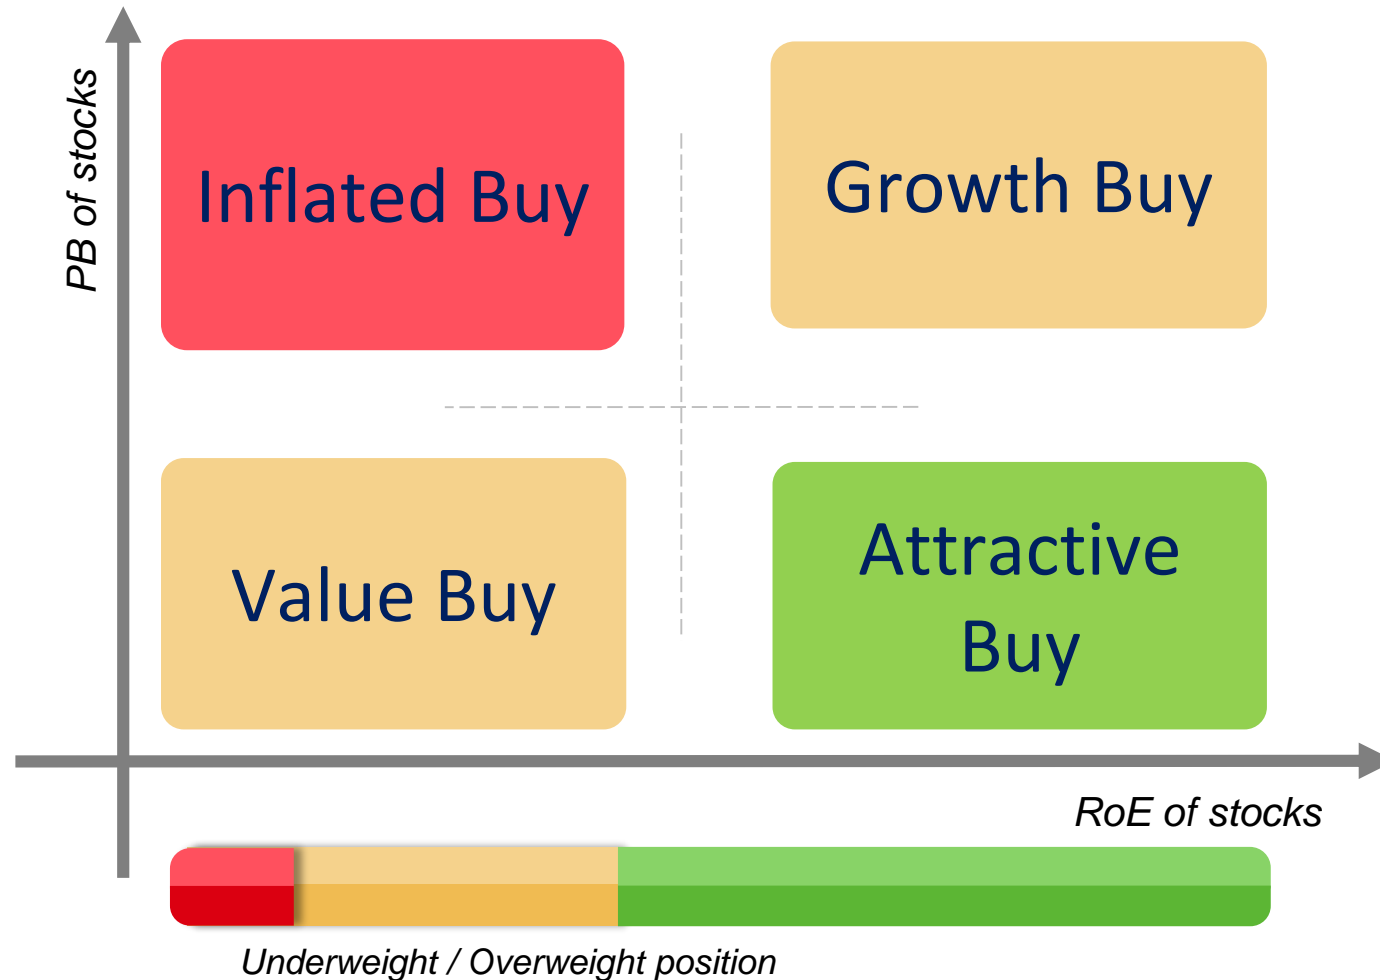 PB of stocks
Inflated Buy
Growth Buy
Value Buy
Attractive
Buy
RoE of stocks
Underweight / Overweight position